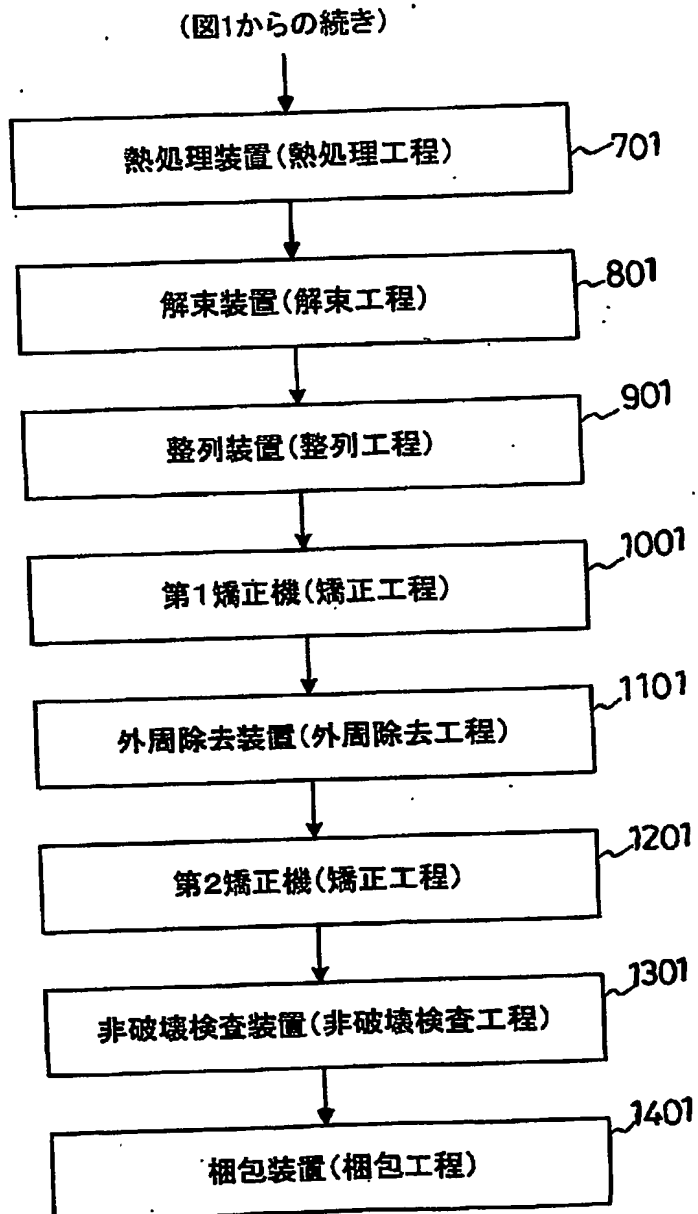 (図1からの続き)
熱処理装置(熱処理工程)
701
解束装置(解束工程)
801
整列装置(整列工程)
901
第1矯正機(矯正工程)
1001
外周除去装置(外周除去工程)
1101
第2矯正機(矯正工程)
1201
非破壊検査装置(非破壊検査工程)
1301
梱包装置(梱包工程)
1401